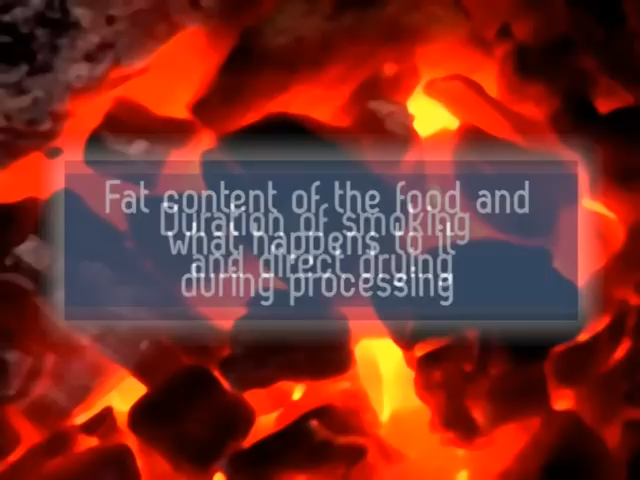 Fat content of the food and
Duration of smoking
what happens to it
and direct drying
during processing